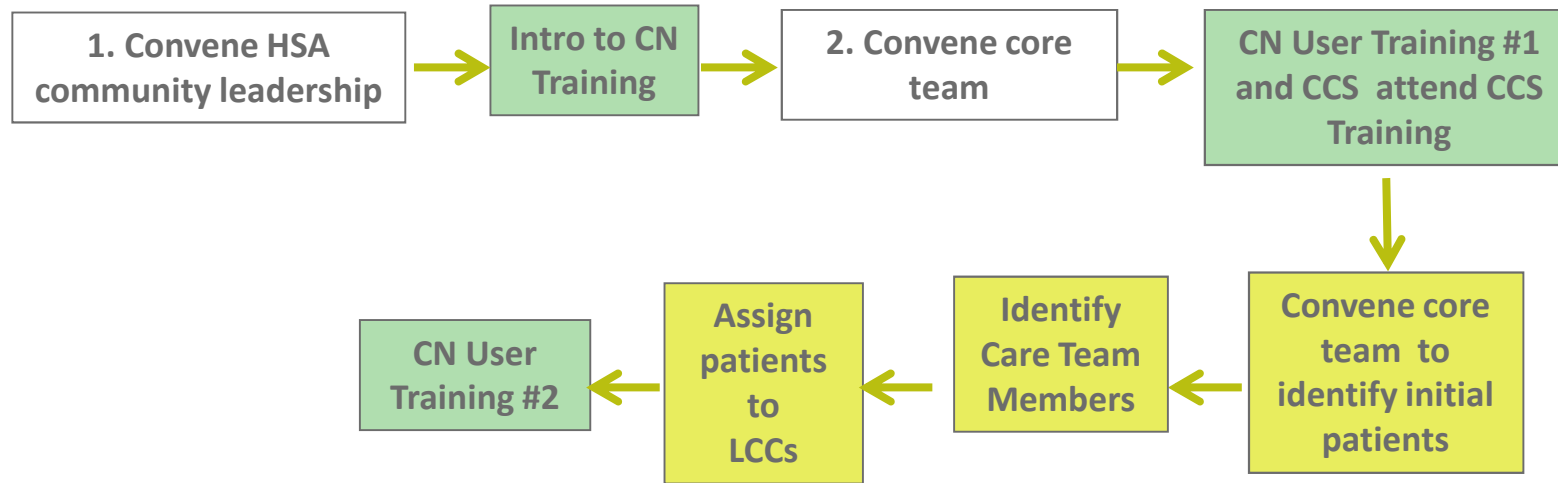 1. Convene HSA
community leadership
Intro to CN
Training
2. Convene core
team
CN User Training #1
and CCS  attend CCS
Training
Convene core
team  to
identify initial
patients
Identify
Care Team
Members
Assign
patients
to
LCCs
CN User
Training #2